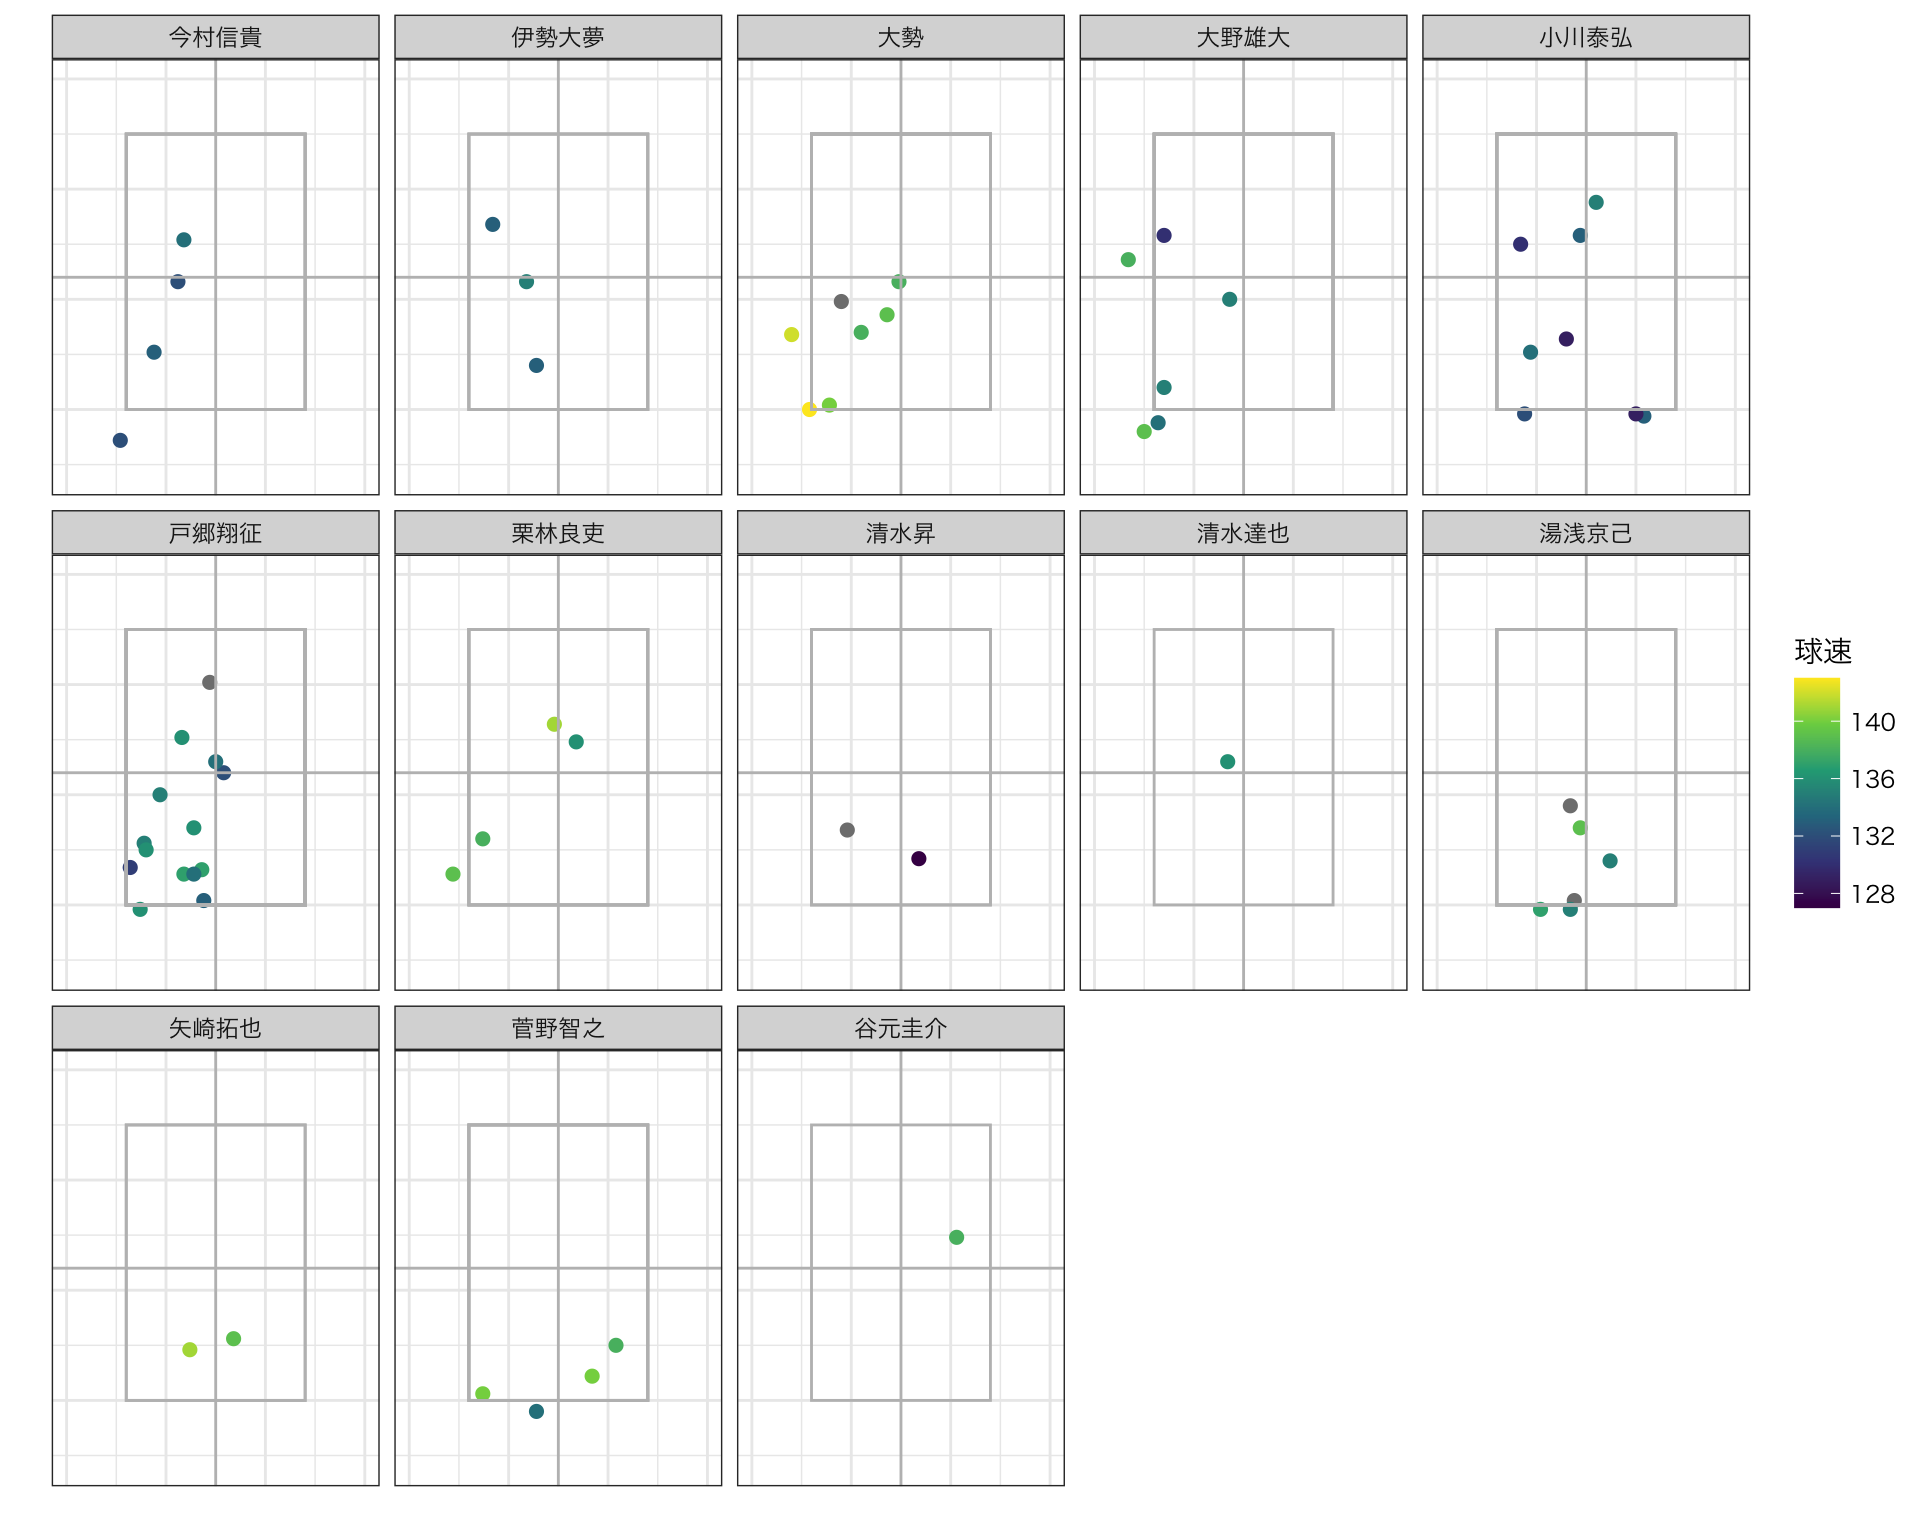 今村信貴
伊勢大夢
大勢
大野雄大
小川泰弘
戸郷翔征
栗林良吏
清水昇
清水達也
湯浅京己
矢崎拓也
菅野智之
谷元圭介
球速
140
136
132
128